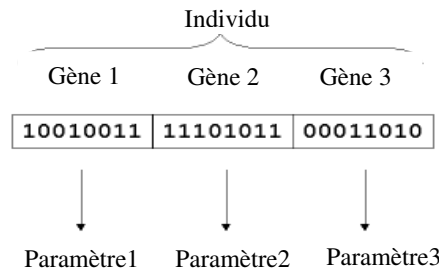 Individu
Gène 1 Gène 2 Gène 3
10010011 11101011 00011010
Paramètre1 Paramètre2 Paramètre3